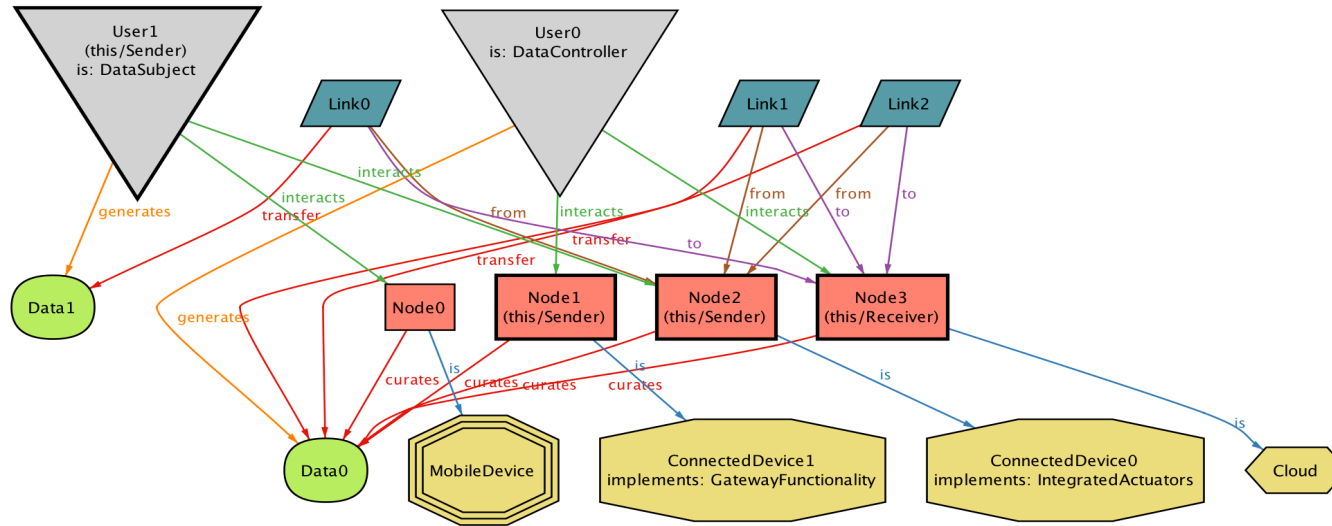 User1
(this/Sender)
is: DataSubject
User0
is: DataController
Link0
Link1
Link2
interacts
interacts
from
from
generates
interacts
interacts
interacts
transfer
from
to
transfer
to
to
transfer
Data1
generates
Node0
Node1
(this/Sender)
Node2
(this/Sender)
Node3
(this/Receiver)
is
is
is
curates
curates
curates
curates
is
Data0
MobileDevice
ConnectedDevice1
implements: GatewayFunctionality
ConnectedDevice0
implements: IntegratedActuators
Cloud